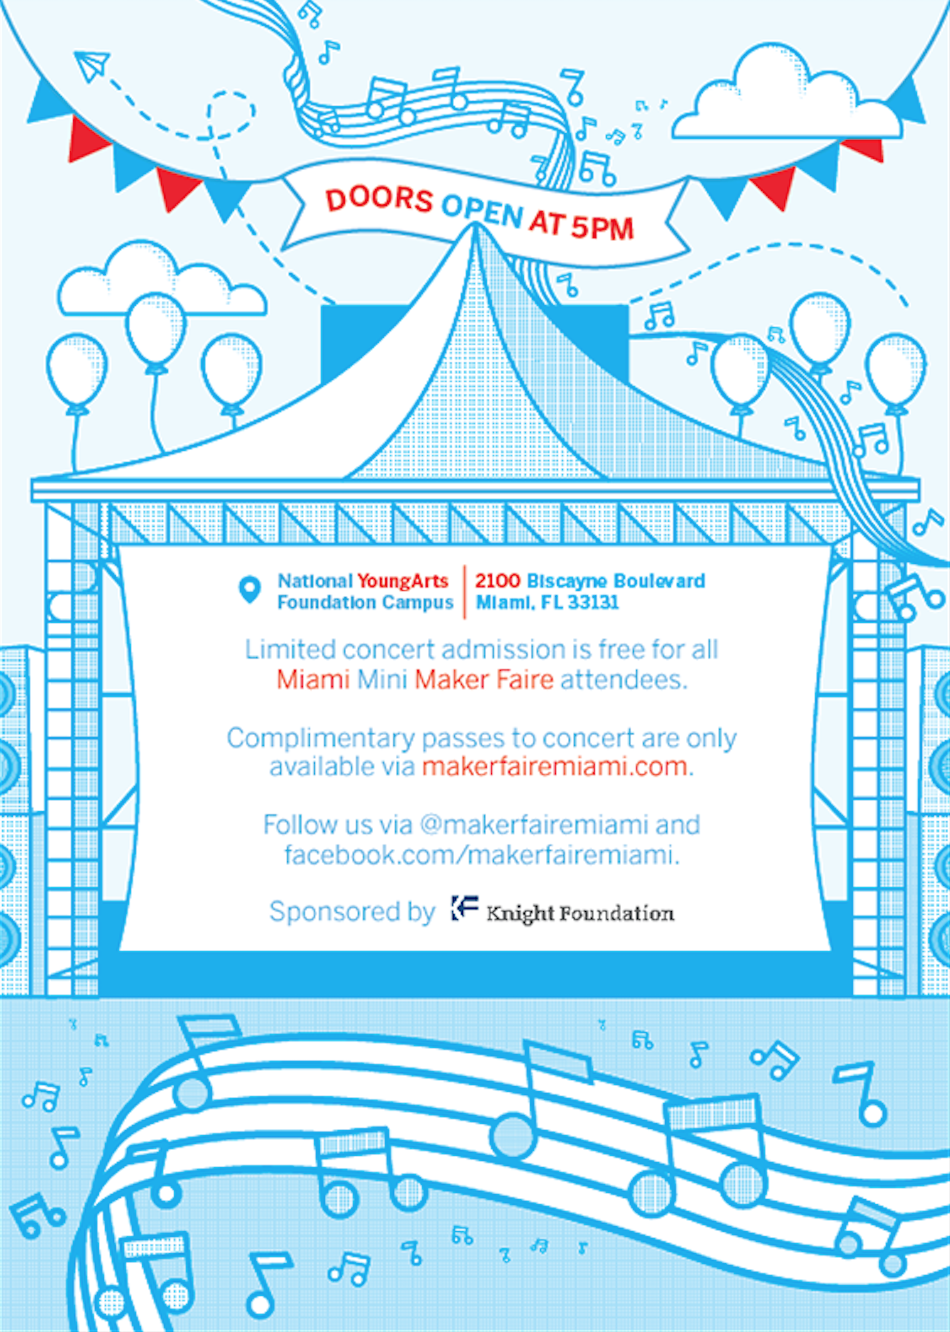 DOORS OPEN AT 5PM
National YoungArts
Foundation Campus
2100 Biscayne Boulevard
Miami, FL 33131
Limited concert admission is free for all
Miami Mini Maker Faire attendees.
Complimentary passes to concert are only
available via makerfairemiami.com.
Follow us via @makerfairemiami and
facebook.com/makerfairemiami.
Sponsored by KF Knight Foundation